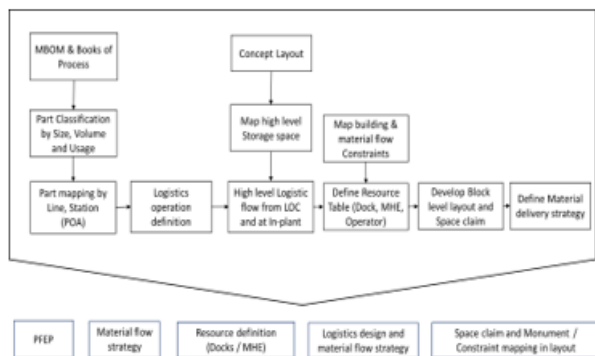 MBOM & Books of
Process
Concept Layout
Part Classification
by Size, Volume
and Usage
Map high level
Storage space
Map building &
material flow
Constraints
Part mapping by
Line, Station
(POA)
Logistics
operation
definition
High level Logistic
flow from LOC
and at In-plant
Define Resource
Table (Dock, MHE,
Operator)
Develop Block
level layout and
Space claim
Define Material
delivery strategy
PFEP
Material flow
strategy
Resource definition
(Docks / MHE)
Logistics design and
material flow strategy
Space claim and Monument /
Constraint mapping in layout